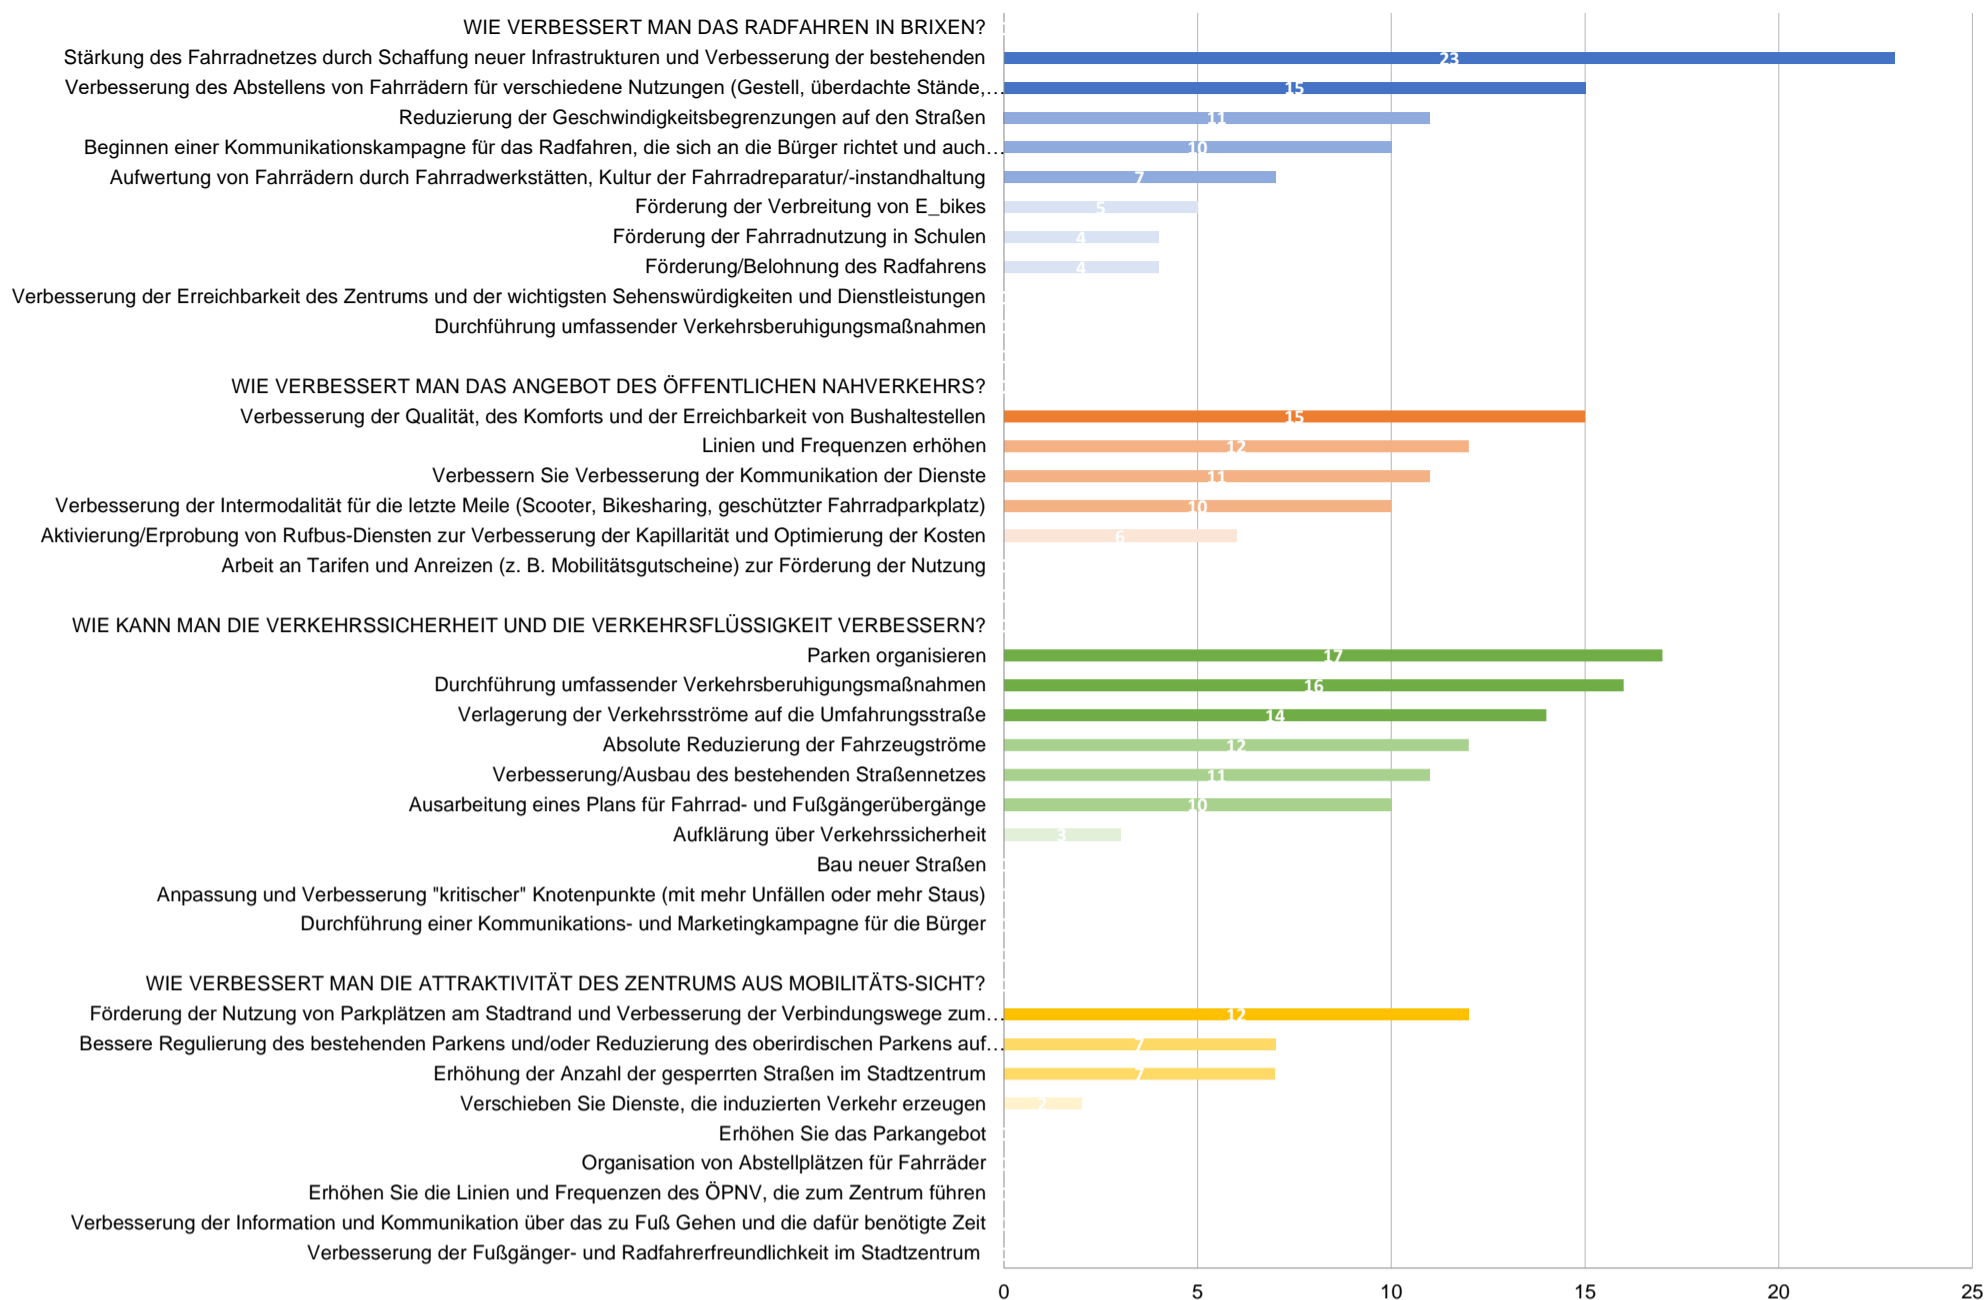 WIE VERBESSERT MAN DAS RADFAHREN IN BRIXEN?
Stärkung des Fahrradnetzes durch Schaffung neuer Infrastrukturen und Verbesserung der bestehenden 23
Verbesserung des Abstellens von Fahrrädern für verschiedene Nutzungen (Gestell, überdachte Stände,… 15
Reduzierung der Geschwindigkeitsbegrenzungen auf den Straßen 11
Beginnen einer Kommunikationskampagne für das Radfahren, die sich an die Bürger richtet und auch… 10
Aufwertung von Fahrrädern durch Fahrradwerkstätten, Kultur der Fahrradreparatur/-instandhaltung 7
Förderung der Verbreitung von E_bikes 5
Förderung der Fahrradnutzung in Schulen 4
Förderung/Belohnung des Radfahrens 4
Verbesserung der Erreichbarkeit des Zentrums und der wichtigsten Sehenswürdigkeiten und Dienstleistungen
Durchführung umfassender Verkehrsberuhigungsmaßnahmen
WIE VERBESSERT MAN DAS ANGEBOT DES ÖFFENTLICHEN NAHVERKEHRS?
Verbesserung der Qualität, des Komforts und der Erreichbarkeit von Bushaltestellen 15
Linien und Frequenzen erhöhen 12
Verbessern Sie Verbesserung der Kommunikation der Dienste 11
Verbesserung der Intermodalität für die letzte Meile (Scooter, Bikesharing, geschützter Fahrradparkplatz) 10
Aktivierung/Erprobung von Rufbus-Diensten zur Verbesserung der Kapillarität und Optimierung der Kosten 6
Arbeit an Tarifen und Anreizen (z. B. Mobilitätsgutscheine) zur Förderung der Nutzung
WIE KANN MAN DIE VERKEHRSSICHERHEIT UND DIE VERKEHRSFLÜSSIGKEIT VERBESSERN?
Parken organisieren 17
Durchführung umfassender Verkehrsberuhigungsmaßnahmen 16
Verlagerung der Verkehrsströme auf die Umfahrungsstraße 14
Absolute Reduzierung der Fahrzeugströme 12
Verbesserung/Ausbau des bestehenden Straßennetzes 11
Ausarbeitung eines Plans für Fahrrad- und Fußgängerübergänge 10
Aufklärung über Verkehrssicherheit 3
Bau neuer Straßen
Anpassung und Verbesserung "kritischer" Knotenpunkte (mit mehr Unfällen oder mehr Staus)
Durchführung einer Kommunikations- und Marketingkampagne für die Bürger
WIE VERBESSERT MAN DIE ATTRAKTIVITÄT DES ZENTRUMS AUS MOBILITÄTS-SICHT?
Förderung der Nutzung von Parkplätzen am Stadtrand und Verbesserung der Verbindungswege zum… 12
Bessere Regulierung des bestehenden Parkens und/oder Reduzierung des oberirdischen Parkens auf… 7
Erhöhung der Anzahl der gesperrten Straßen im Stadtzentrum 7
Verschieben Sie Dienste, die induzierten Verkehr erzeugen 2
Erhöhen Sie das Parkangebot
Organisation von Abstellplätzen für Fahrräder
Erhöhen Sie die Linien und Frequenzen des ÖPNV, die zum Zentrum führen
Verbesserung der Information und Kommunikation über das zu Fuß Gehen und die dafür benötigte Zeit
Verbesserung der Fußgänger- und Radfahrerfreundlichkeit im Stadtzentrum
0 5 10 15 20 25